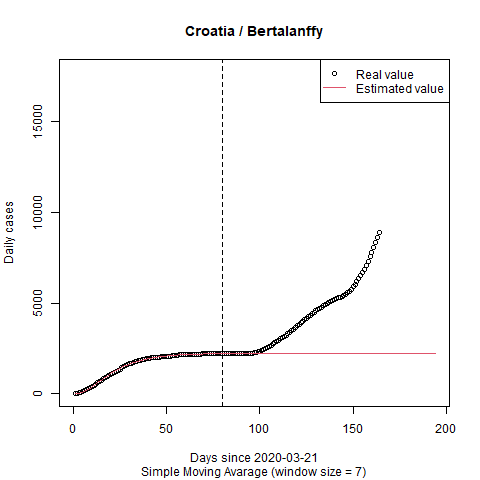 Croatia / Bertalanffy
Real value
Estimated value
Daily cases
15000
10000
5000
0
0
50
100
150
200
Days since 2020-03-21
Simple Moving Avarage (window size = 7)